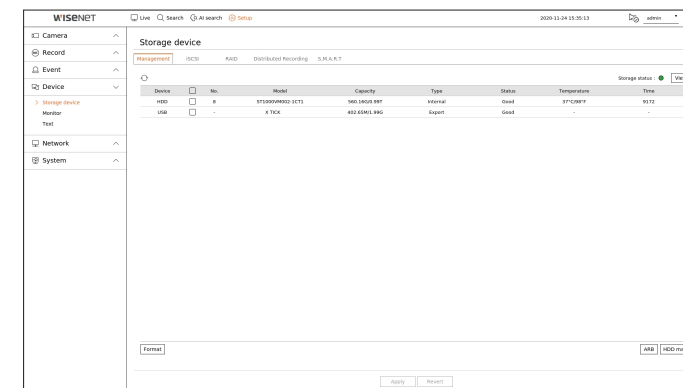 WISENET
Live Search AI search Setup 2020-11-24 15:35:13 admin
Camera
Record
Event
Device
Storage device
Monitor
Text
Network
System
Storage device
Management iSCSI RAID Distributed Recording S.M.A.R.T
Storage status :
Device No. Model Capacity Type Status Temperature Time
HDD 8 ST1000VM002-1CT1 560.16G/0.99T Internal Good 37°C/98°F 9172
USB - X TICK 402.65M/1.99G Export Good - -
Format ARB HDD
Apply Revert